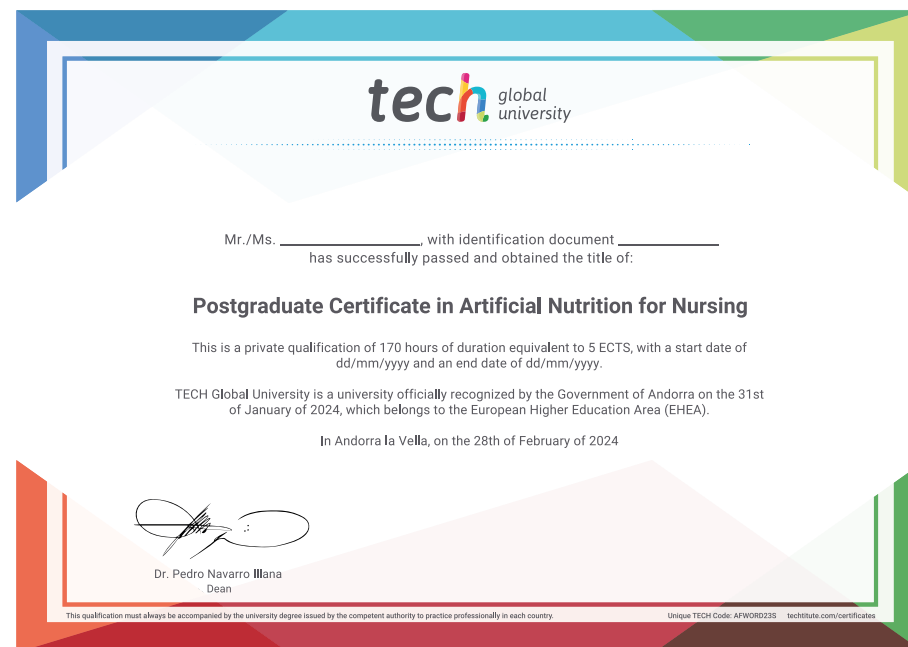 tech global university
Mr./Ms. ____________, with identification document ____________
has successfully passed and obtained the title of:
Postgraduate Certificate in Artificial Nutrition for Nursing
This is a private qualification of 170 hours of duration equivalent to 5 ECTS, with a start date of
dd/mm/yyyy and an end date of dd/mm/yyyy.
TECH Global University is a university officially recognized by the Government of Andorra on the 31st
of January of 2024, which belongs to the European Higher Education Area (EHEA).
In Andorra la Vella, on the 28th of February of 2024
Dr. Pedro Navarro Illana
Dean
This qualification must always be accompanied by the university degree issued by the competent authority to practice professionally in each country.
Unique TECH Code: AFWORD23S techtitute.com/certificates